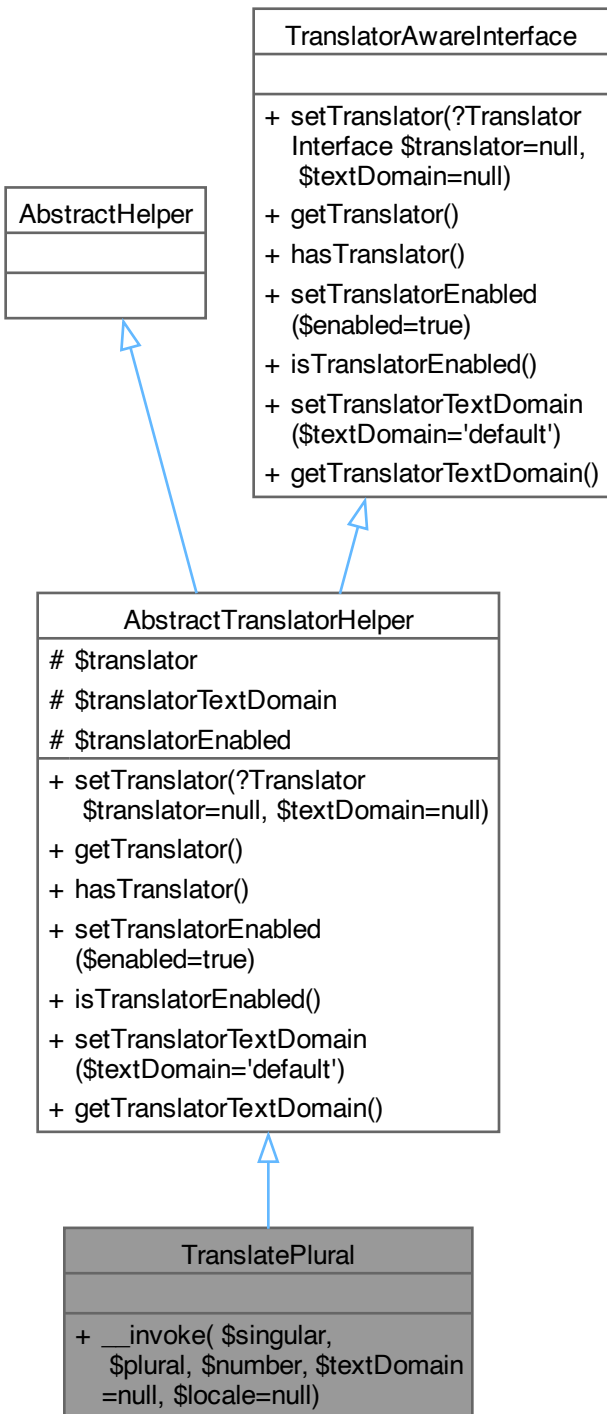 TranslatorAwareInterface
+ setTranslator(?Translator
Interface $translator=null,
$textDomain=null)
+ getTranslator()
+ hasTranslator()
+ setTranslatorEnabled
($enabled=true)
+ isTranslatorEnabled()
+ setTranslatorTextDomain
($textDomain='default')
+ getTranslatorTextDomain()
AbstractHelper
AbstractTranslatorHelper
# $translator
# $translatorTextDomain
# $translatorEnabled
+ setTranslator(?Translator
$translator=null, $textDomain=null)
+ getTranslator()
+ hasTranslator()
+ setTranslatorEnabled
($enabled=true)
+ isTranslatorEnabled()
+ setTranslatorTextDomain
($textDomain='default')
+ getTranslatorTextDomain()
TranslatePlural
+ __invoke( $singular,
$plural, $number, $textDomain
=null, $locale=null)